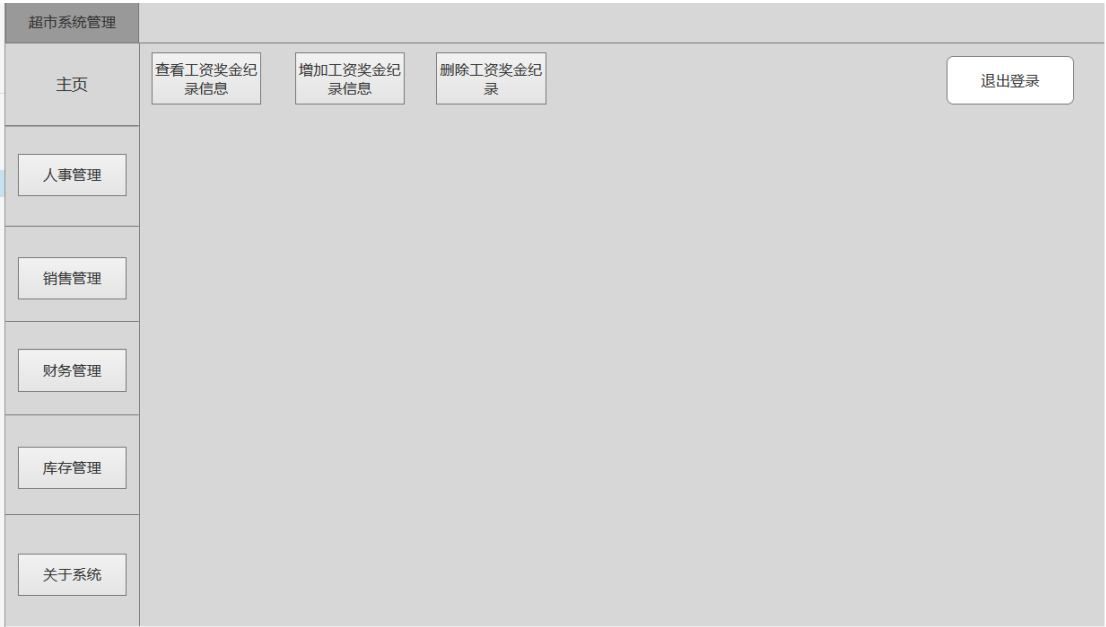 超市系统管理
主页
查看工资奖金纪
录信息
增加工资奖金纪
录信息
删除工资奖金纪
录
退出登录
人事管理
销售管理
财务管理
库存管理
关于系统